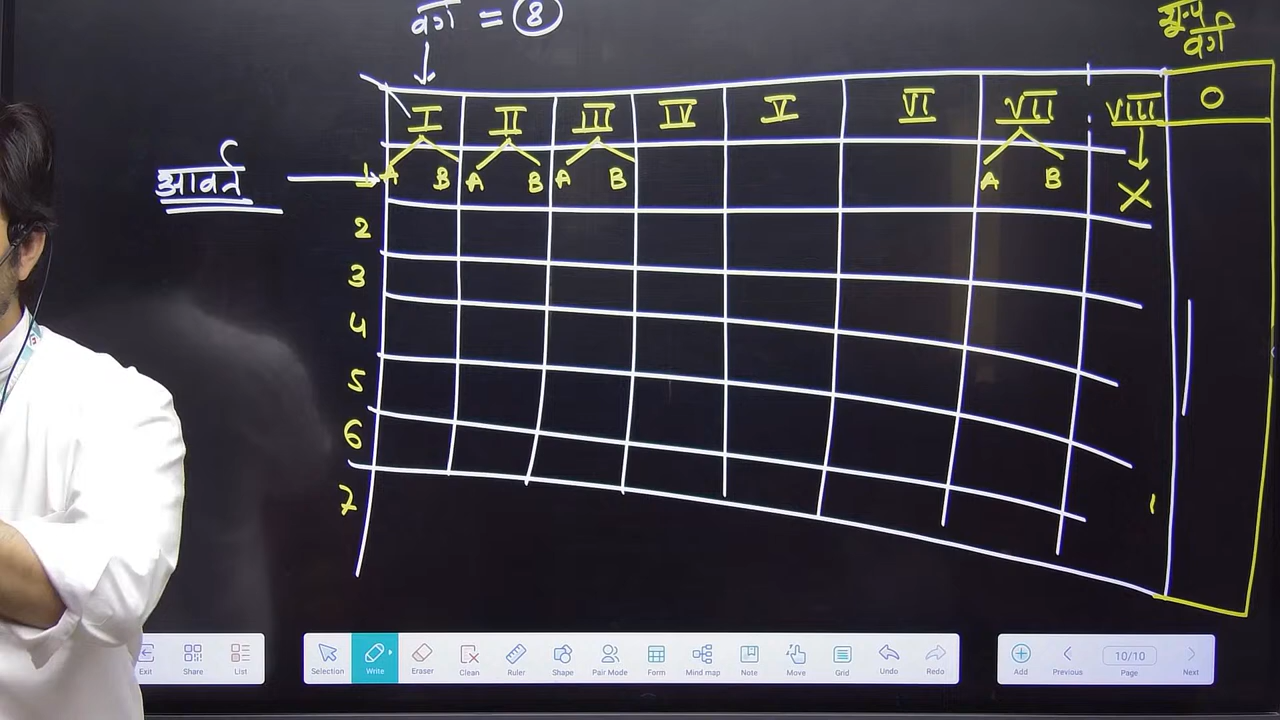 वर्ग = 8
शून्य
वर्ग
I II III IV V VI VII VIII 0
आवर्त
1 A B A B A B A B X
2
3
4
5
6
7
Exit Share List Selection Write Eraser Clean Ruler Shape Pair Mode Form Mind map Note Move Grid Undo Redo Add Previous 10/10 Page Next